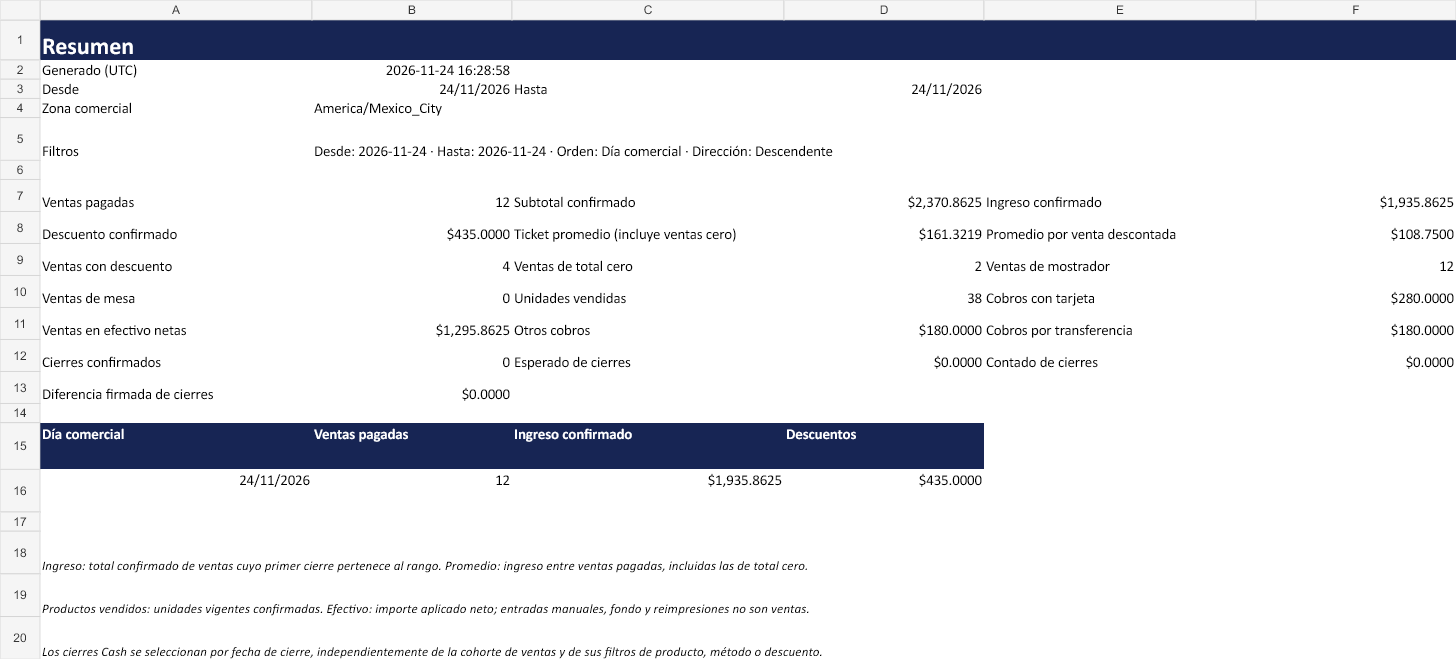 A B C D E F
1 Resumen
2 Generado (UTC) 2026-11-24 16:28:58
3 Desde 24/11/2026 Hasta 24/11/2026
4 Zona comercial America/Mexico_City
5 Filtros Desde: 2026-11-24 · Hasta: 2026-11-24 · Orden: Día comercial · Dirección: Descendente
6
7 Ventas pagadas 12 Subtotal confirmado $2,370.8625 Ingreso confirmado $1,935.8625
8 Descuento confirmado $435.0000 Ticket promedio (incluye ventas cero) $161.3219 Promedio por venta descontada $108.7500
9 Ventas con descuento 4 Ventas de total cero 2 Ventas de mostrador 12
10 Ventas de mesa 0 Unidades vendidas 38 Cobros con tarjeta $280.0000
11 Ventas en efectivo netas $1,295.8625 Otros cobros $180.0000 Cobros por transferencia $180.0000
12 Cierres confirmados 0 Esperado de cierres $0.0000 Contado de cierres $0.0000
13 Diferencia firmada de cierres $0.0000
14
15 Día comercial Ventas pagadas Ingreso confirmado Descuentos
16 24/11/2026 12 $1,935.8625 $435.0000
17
18 Ingreso: total confirmado de ventas cuyo primer cierre pertenece al rango. Promedio: ingreso entre ventas pagadas, incluidas las de total cero.
19 Productos vendidos: unidades vigentes confirmadas. Efectivo: importe aplicado neto; entradas manuales, fondo y reimpresiones no son ventas.
20 Los cierres Cash se seleccionan por fecha de cierre, independientemente de la cohorte de ventas y de sus filtros de producto, método o descuento.